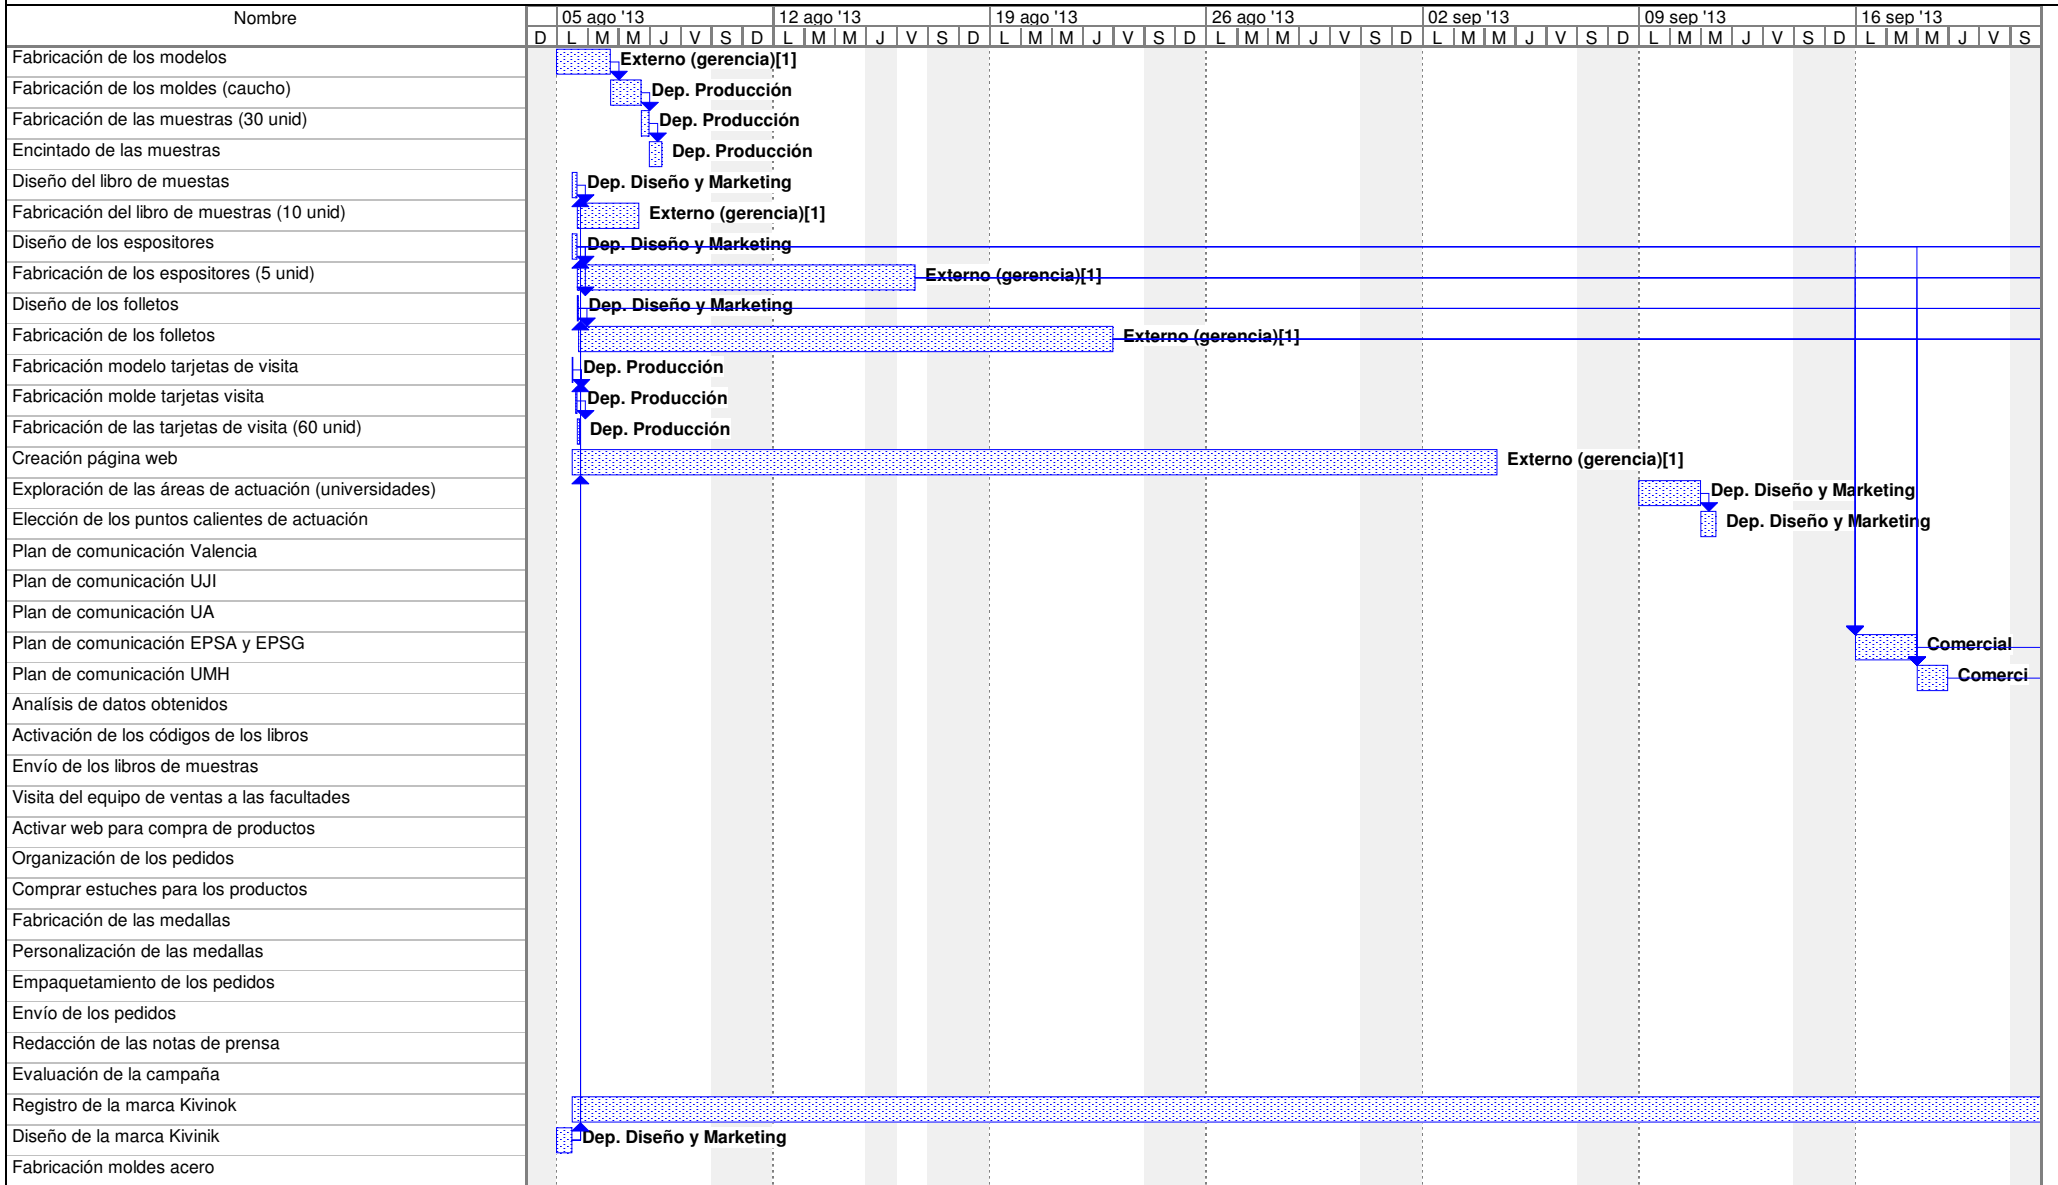 Nombre
05 ago '13 12 ago '13 19 ago '13 26 ago '13 02 sep '13 09 sep '13 16 sep '13
D L M M J V S D L M M J V S D L M M J V S D L M M J V S D L M M J V S D L M M J V S D L M M J V S
Fabricación de los modelos Externo (gerencia)[1]
Fabricación de los moldes (caucho) Dep. Producción
Fabricación de las muestras (30 unid) Dep. Producción
Encintado de las muestras Dep. Producción
Diseño del libro de muestas Dep. Diseño y Marketing
Fabricación del libro de muestras (10 unid) Externo (gerencia)[1]
Diseño de los espositores Dep. Diseño y Marketing
Fabricación de los espositores (5 unid) Externo (gerencia)[1]
Diseño de los folletos Dep. Diseño y Marketing
Fabricación de los folletos Externo (gerencia)[1]
Fabricación modelo tarjetas de visita Dep. Producción
Fabricación molde tarjetas visita Dep. Producción
Fabricación de las tarjetas de visita (60 unid) Dep. Producción
Creación página web Externo (gerencia)[1]
Exploración de las áreas de actuación (universidades) Dep. Diseño y Marketing
Elección de los puntos calientes de actuación Dep. Diseño y Marketing
Plan de comunicación Valencia
Plan de comunicación UJI
Plan de comunicación UA
Plan de comunicación EPSA y EPSG Comercial
Plan de comunicación UMH Comerci
Analísis de datos obtenidos
Activación de los códigos de los libros
Envío de los libros de muestras
Visita del equipo de ventas a las facultades
Activar web para compra de productos
Organización de los pedidos
Comprar estuches para los productos
Fabricación de las medallas
Personalización de las medallas
Empaquetamiento de los pedidos
Envío de los pedidos
Redacción de las notas de prensa
Evaluación de la campaña
Registro de la marca Kivinok
Diseño de la marca Kivinik Dep. Diseño y Marketing
Fabricación moldes acero